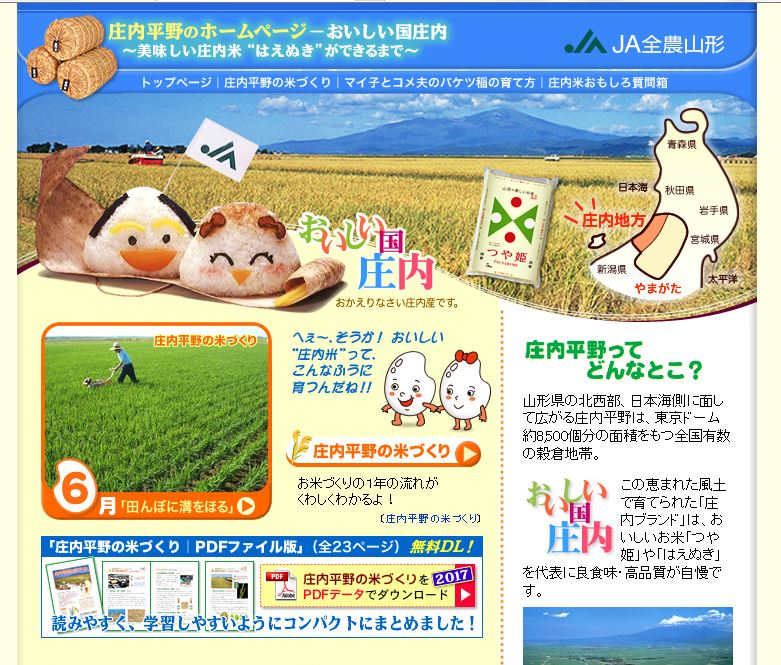 庄内平野のホームページ－おいしい国庄内
～美味しい庄内米 “はえぬき”ができるまで～
JA全農山形
トップページ｜庄内平野の米づくり｜マイ子とコメ夫のバケツ稲の育て方｜庄内米おもしろ質問箱
青森県
日本海
秋田県
岩手県
庄内地方
宮城県
新潟県
太平洋
やまがた
つや姫
おいしい国
庄内
おかえりなさい庄内産です。
庄内平野の米づくり
へぇ～、そうか！ おいしい
“庄内米”って、
こんなふうに
育つんだね！！
庄内平野の米づくり
お米づくりの１年の流れが
くわしくわかるよ！
［庄内平野の米づくり］
6月「田んぼに溝をほる」
「庄内平野の米づくり｜PDFファイル版」（全23ページ）無料DL！
PDF
Adobe
庄内平野の米づくりを
2017
PDFデータでダウンロード
読みやすく、学習しやすいようにコンパクトにまとめました！
庄内平野って
どんなとこ？
山形県の北西部、日本海側に面し
て広がる庄内平野は、東京ドーム
約8,500個分の面積をもつ全国有数
の穀倉地帯。
おいしい国
庄内
この恵まれた風土
で育てられた「庄
内ブランド」は、お
いしいお米「つや
姫」や「はえぬき」
を代表に良食味・高品質が自慢で
す。